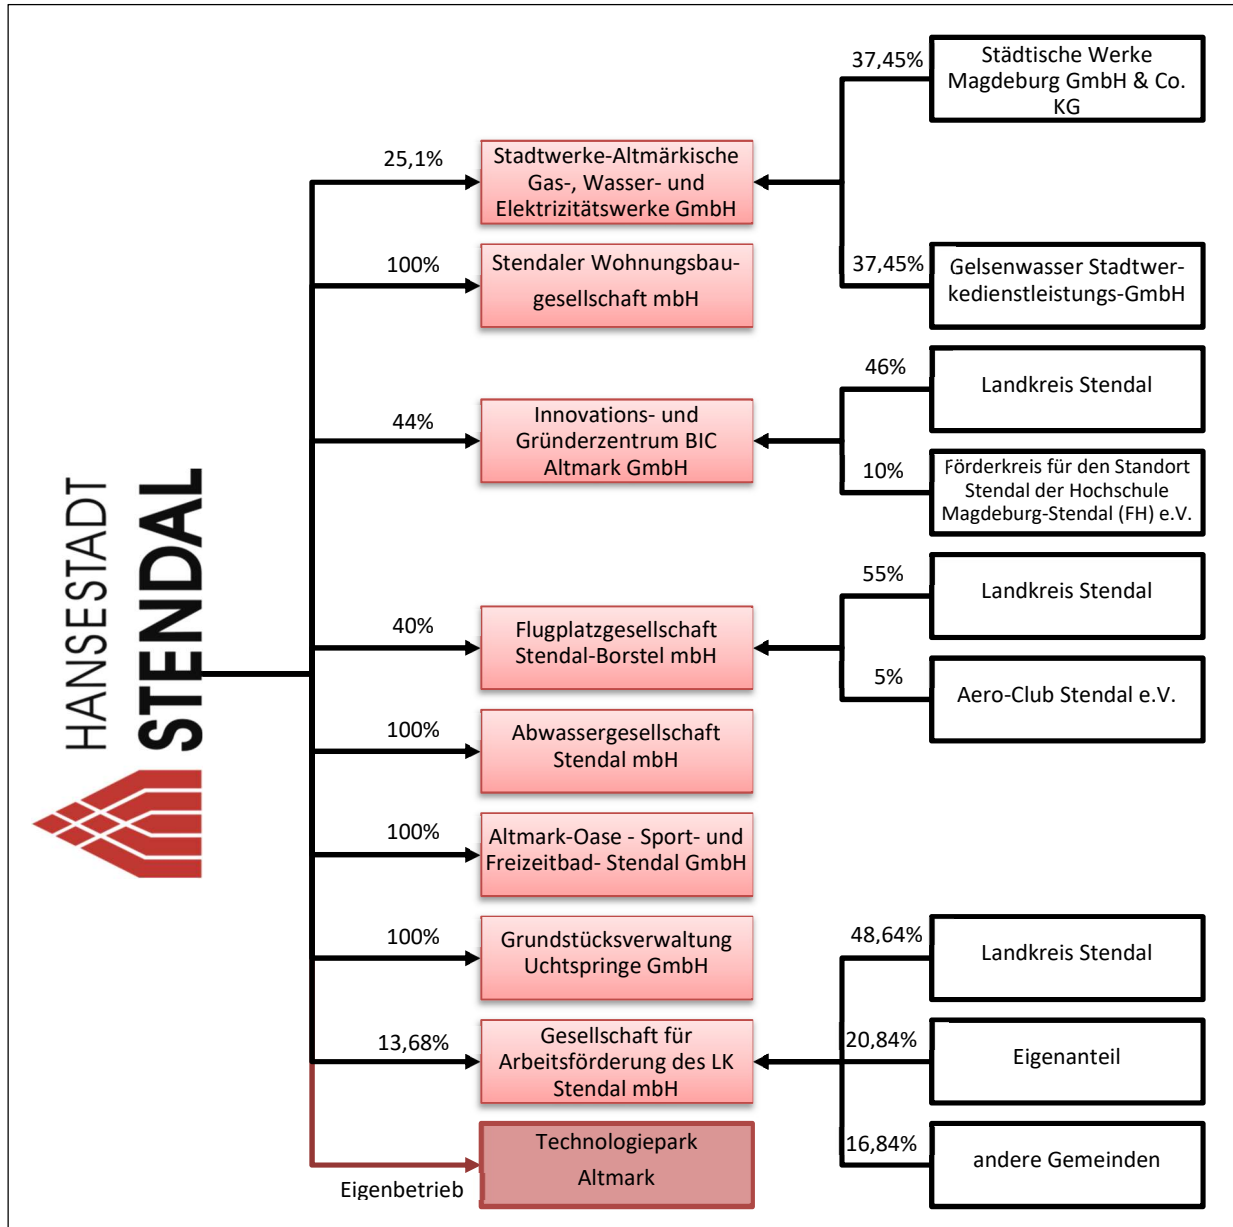 HANSESTADT
STENDAL
25,1%
Stadtwerke-Altmärkische
Gas-, Wasser- und
Elektrizitätswerke GmbH
37,45%
Städtische Werke
Magdeburg GmbH & Co.
KG
37,45%
Gelsenwasser Stadtwer-
kedienstleistungs-GmbH
100%
Stendaler Wohnungsbau-
gesellschaft mbH
44%
Innovations- und
Gründerzentrum BIC
Altmark GmbH
46%
Landkreis Stendal
10%
Förderkreis für den Standort
Stendal der Hochschule
Magdeburg-Stendal (FH) e.V.
40%
Flugplatzgesellschaft
Stendal-Borstel mbH
55%
Landkreis Stendal
5%
Aero-Club Stendal e.V.
100%
Abwassergesellschaft
Stendal mbH
100%
Altmark-Oase - Sport- und
Freizeitbad- Stendal GmbH
100%
Grundstücksverwaltung
Uchtspringe GmbH
13,68%
Gesellschaft für
Arbeitsförderung des LK
Stendal mbH
48,64%
Landkreis Stendal
20,84%
Eigenanteil
16,84%
andere Gemeinden
Eigenbetrieb
Technologiepark
Altmark